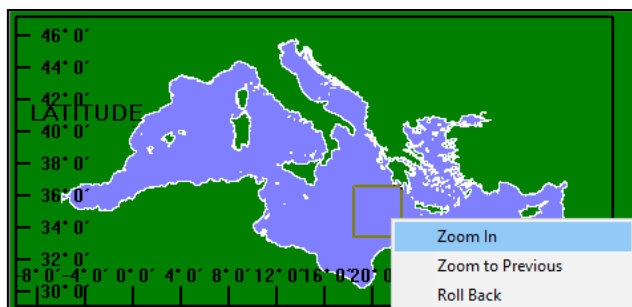 46° 0′
44° 0′
42° 0′
LATITUDE
40° 0′
38° 0′
36° 0′
34° 0′
32° 0′
30° 0′
-8° 0′ -4° 0′ 0° 0′ 4° 0′ 8° 0′ 12° 0′ 16° 0′ 20° 0
Zoom In
Zoom to Previous
Roll Back